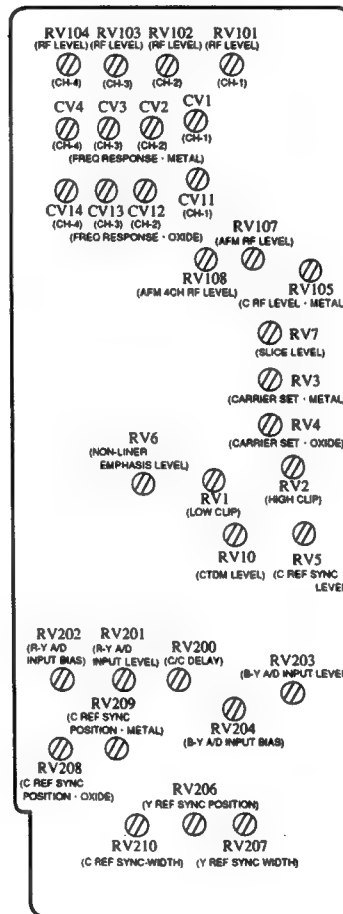 RV104 RV103 RV102 RV101
(RF LEVEL) (RF LEVEL) (RF LEVEL) (RF LEVEL)
(CH-4) (CH-3) (CH-2) (CH-1)
CV4 CV3 CV2 CV1
(CH-4) (CH-3) (CH-2) (CH-1)
(FREQ RESPONSE · METAL)
CV14 CV13 CV12 CV11
(CH-4) (CH-3) (CH-2) (CH-1)
(FREQ RESPONSE · OXIDE)
RV107
(AFM RF LEVEL)
RV108
(AFM 4CH RF LEVEL)
RV105
(C RF LEVEL · METAL)
RV7
(SLICE LEVEL)
RV3
(CARRIER SET · METAL)
RV4
(CARRIER SET · OXIDE)
RV6
(NON-LINER
EMPHASIS LEVEL)
RV1
(LOW CLIP)
RV2
(HIGH CLIP)
RV10
(CTDM LEVEL)
RV5
(C REF SYNC
LEVEL)
RV202
(R-Y A/D
INPUT BIAS)
RV201
(R-Y A/D
INPUT LEVEL)
RV200
(C/C DELAY)
RV203
(B-Y A/D INPUT LEVEL)
RV209
(C REF SYNC
POSITION · METAL)
RV204
(B-Y A/D INPUT BIAS)
RV208
(C REF SYNC
POSITION · OXIDE)
RV206
(Y REF SYNC POSITION)
RV210
(C REF SYNC-WIDTH)
RV207
(Y REF SYNC WIDTH)